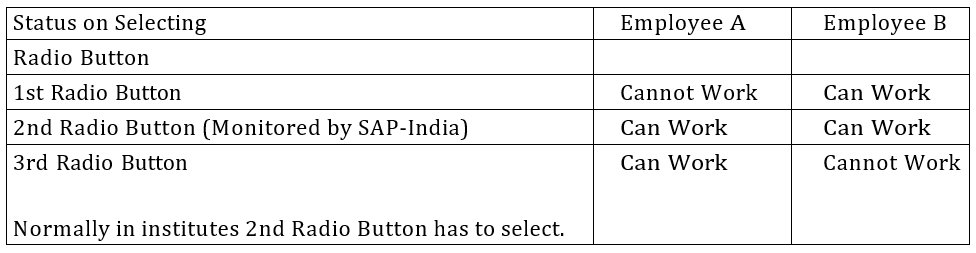 Status on Selecting Employee A Employee B
Radio Button
1st Radio Button Cannot Work Can Work
2nd Radio Button (Monitored by SAP-India) Can Work Can Work
3rd Radio Button Can Work Cannot Work
Normally in institutes 2nd Radio Button has to select.